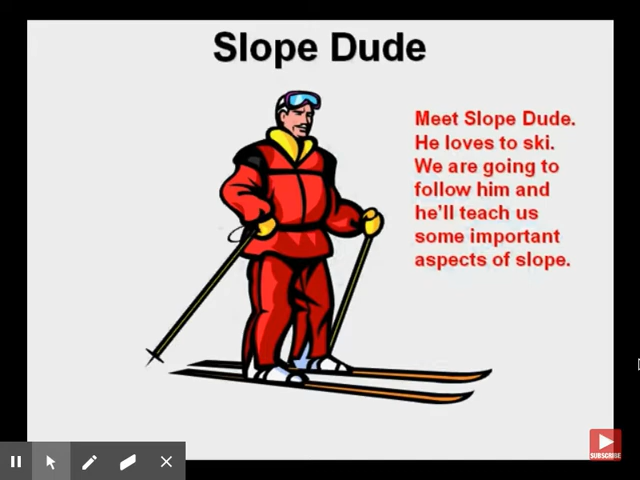 Slope Dude
Meet Slope Dude.
He loves to ski.
We are going to
follow him and
he'll teach us
some important
aspects of slope.
SUBSCRIBE